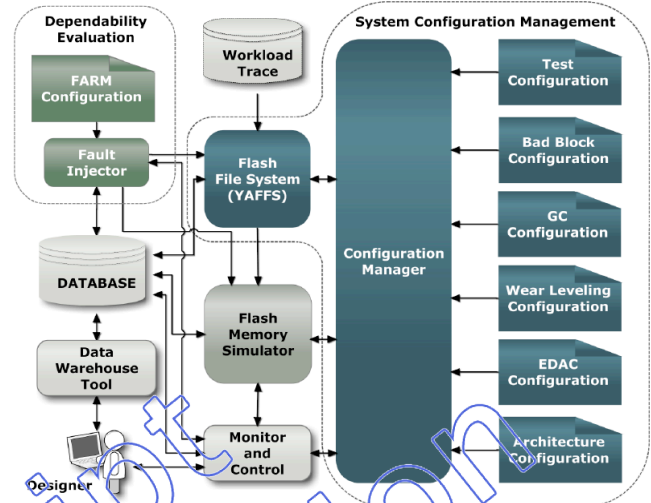 Dependability
Evaluation
System Configuration Management
Workload
Trace
FARM
Configuration
Fault
Injector
Flash
File System
(YAFFS)
DATABASE
Flash
Memory
Simulator
Data
Warehouse
Tool
Monitor
and
Control
Designer
Configuration
Manager
Test
Configuration
Bad Block
Configuration
GC
Configuration
Wear Leveling
Configuration
EDAC
Configuration
Architecture
Configuration